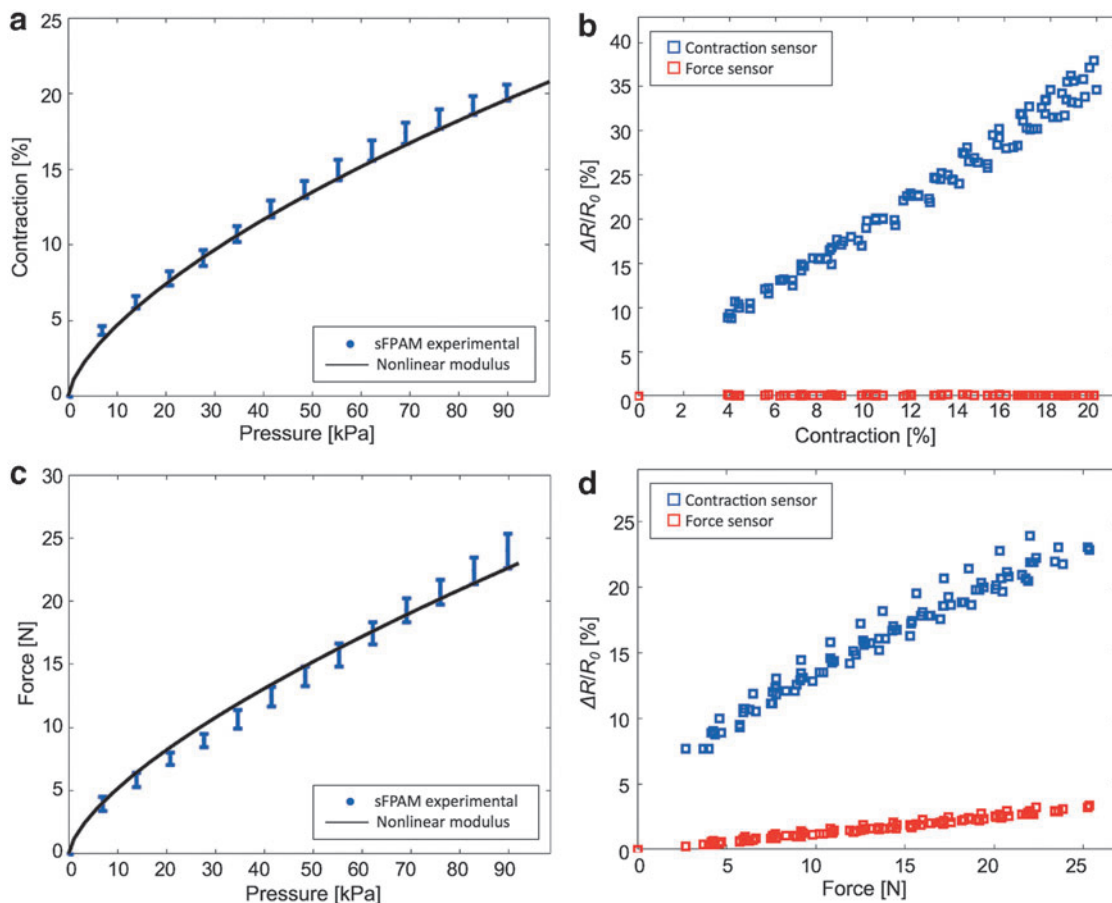 a
25
20
15
10
5
0
Contraction [%]
sFPAM experimental
Nonlinear modulus
0 10 20 30 40 50 60 70 80 90
Pressure [kPa]
b
40
35
30
25
20
15
10
5
0
ΔR/R0 [%]
Contraction sensor
Force sensor
0 2 4 6 8 10 12 14 16 18 20
Contraction [%]
c
30
25
20
15
10
5
0
Force [N]
sFPAM experimental
Nonlinear modulus
0 10 20 30 40 50 60 70 80 90
Pressure [kPa]
d
25
20
15
10
5
0
ΔR/R0 [%]
Contraction sensor
Force sensor
0 5 10 15 20 25
Force [N]